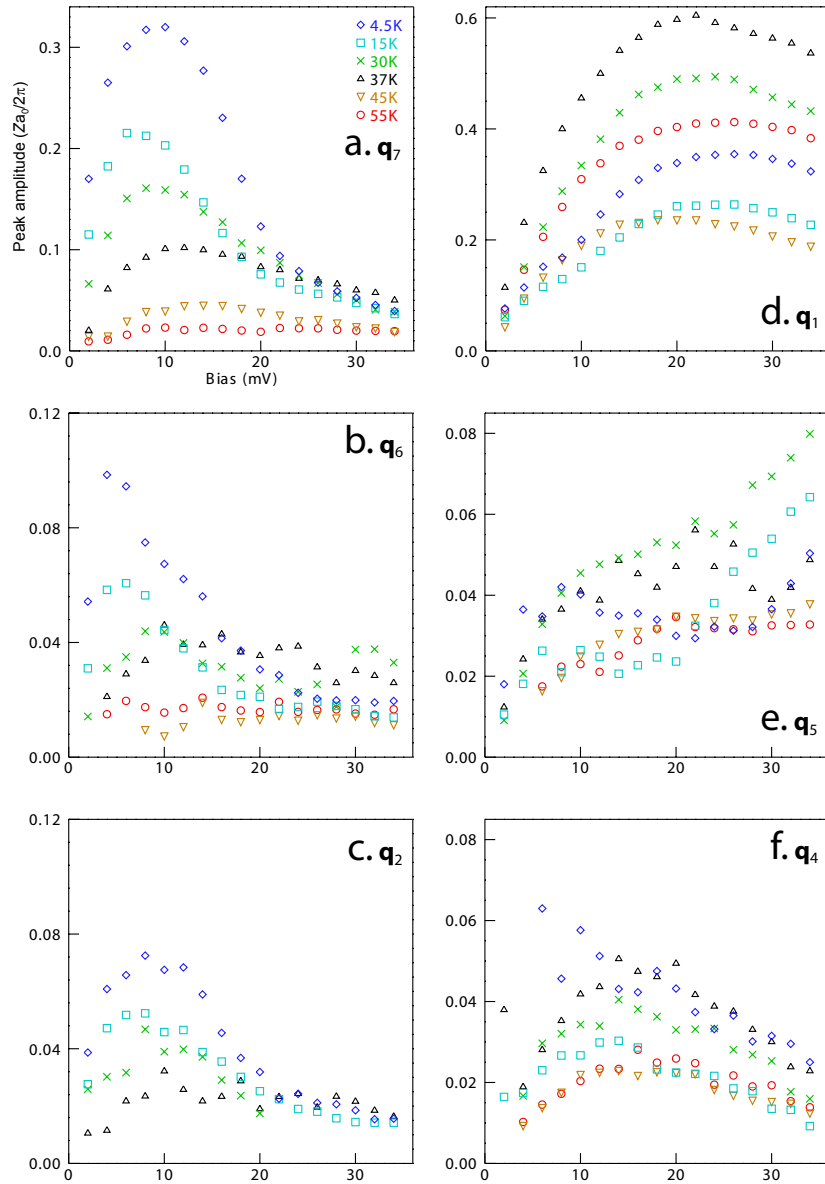 0.3
0.2
0.1
0.0
Peak amplitude (Za₀/2π)
4.5K
15K
30K
37K
45K
55K
a. q₇
0 10 20 30
Bias (mV)
0.6
0.4
0.2
0.0
d. q₁
0 10 20 30
0.12
0.08
0.04
0.00
b. q₆
0 10 20 30
0.08
0.06
0.04
0.02
0.00
e. q₅
0 10 20 30
0.12
0.08
0.04
0.00
c. q₂
0 10 20 30
0.08
0.06
0.04
0.02
0.00
f. q₄
0 10 20 30